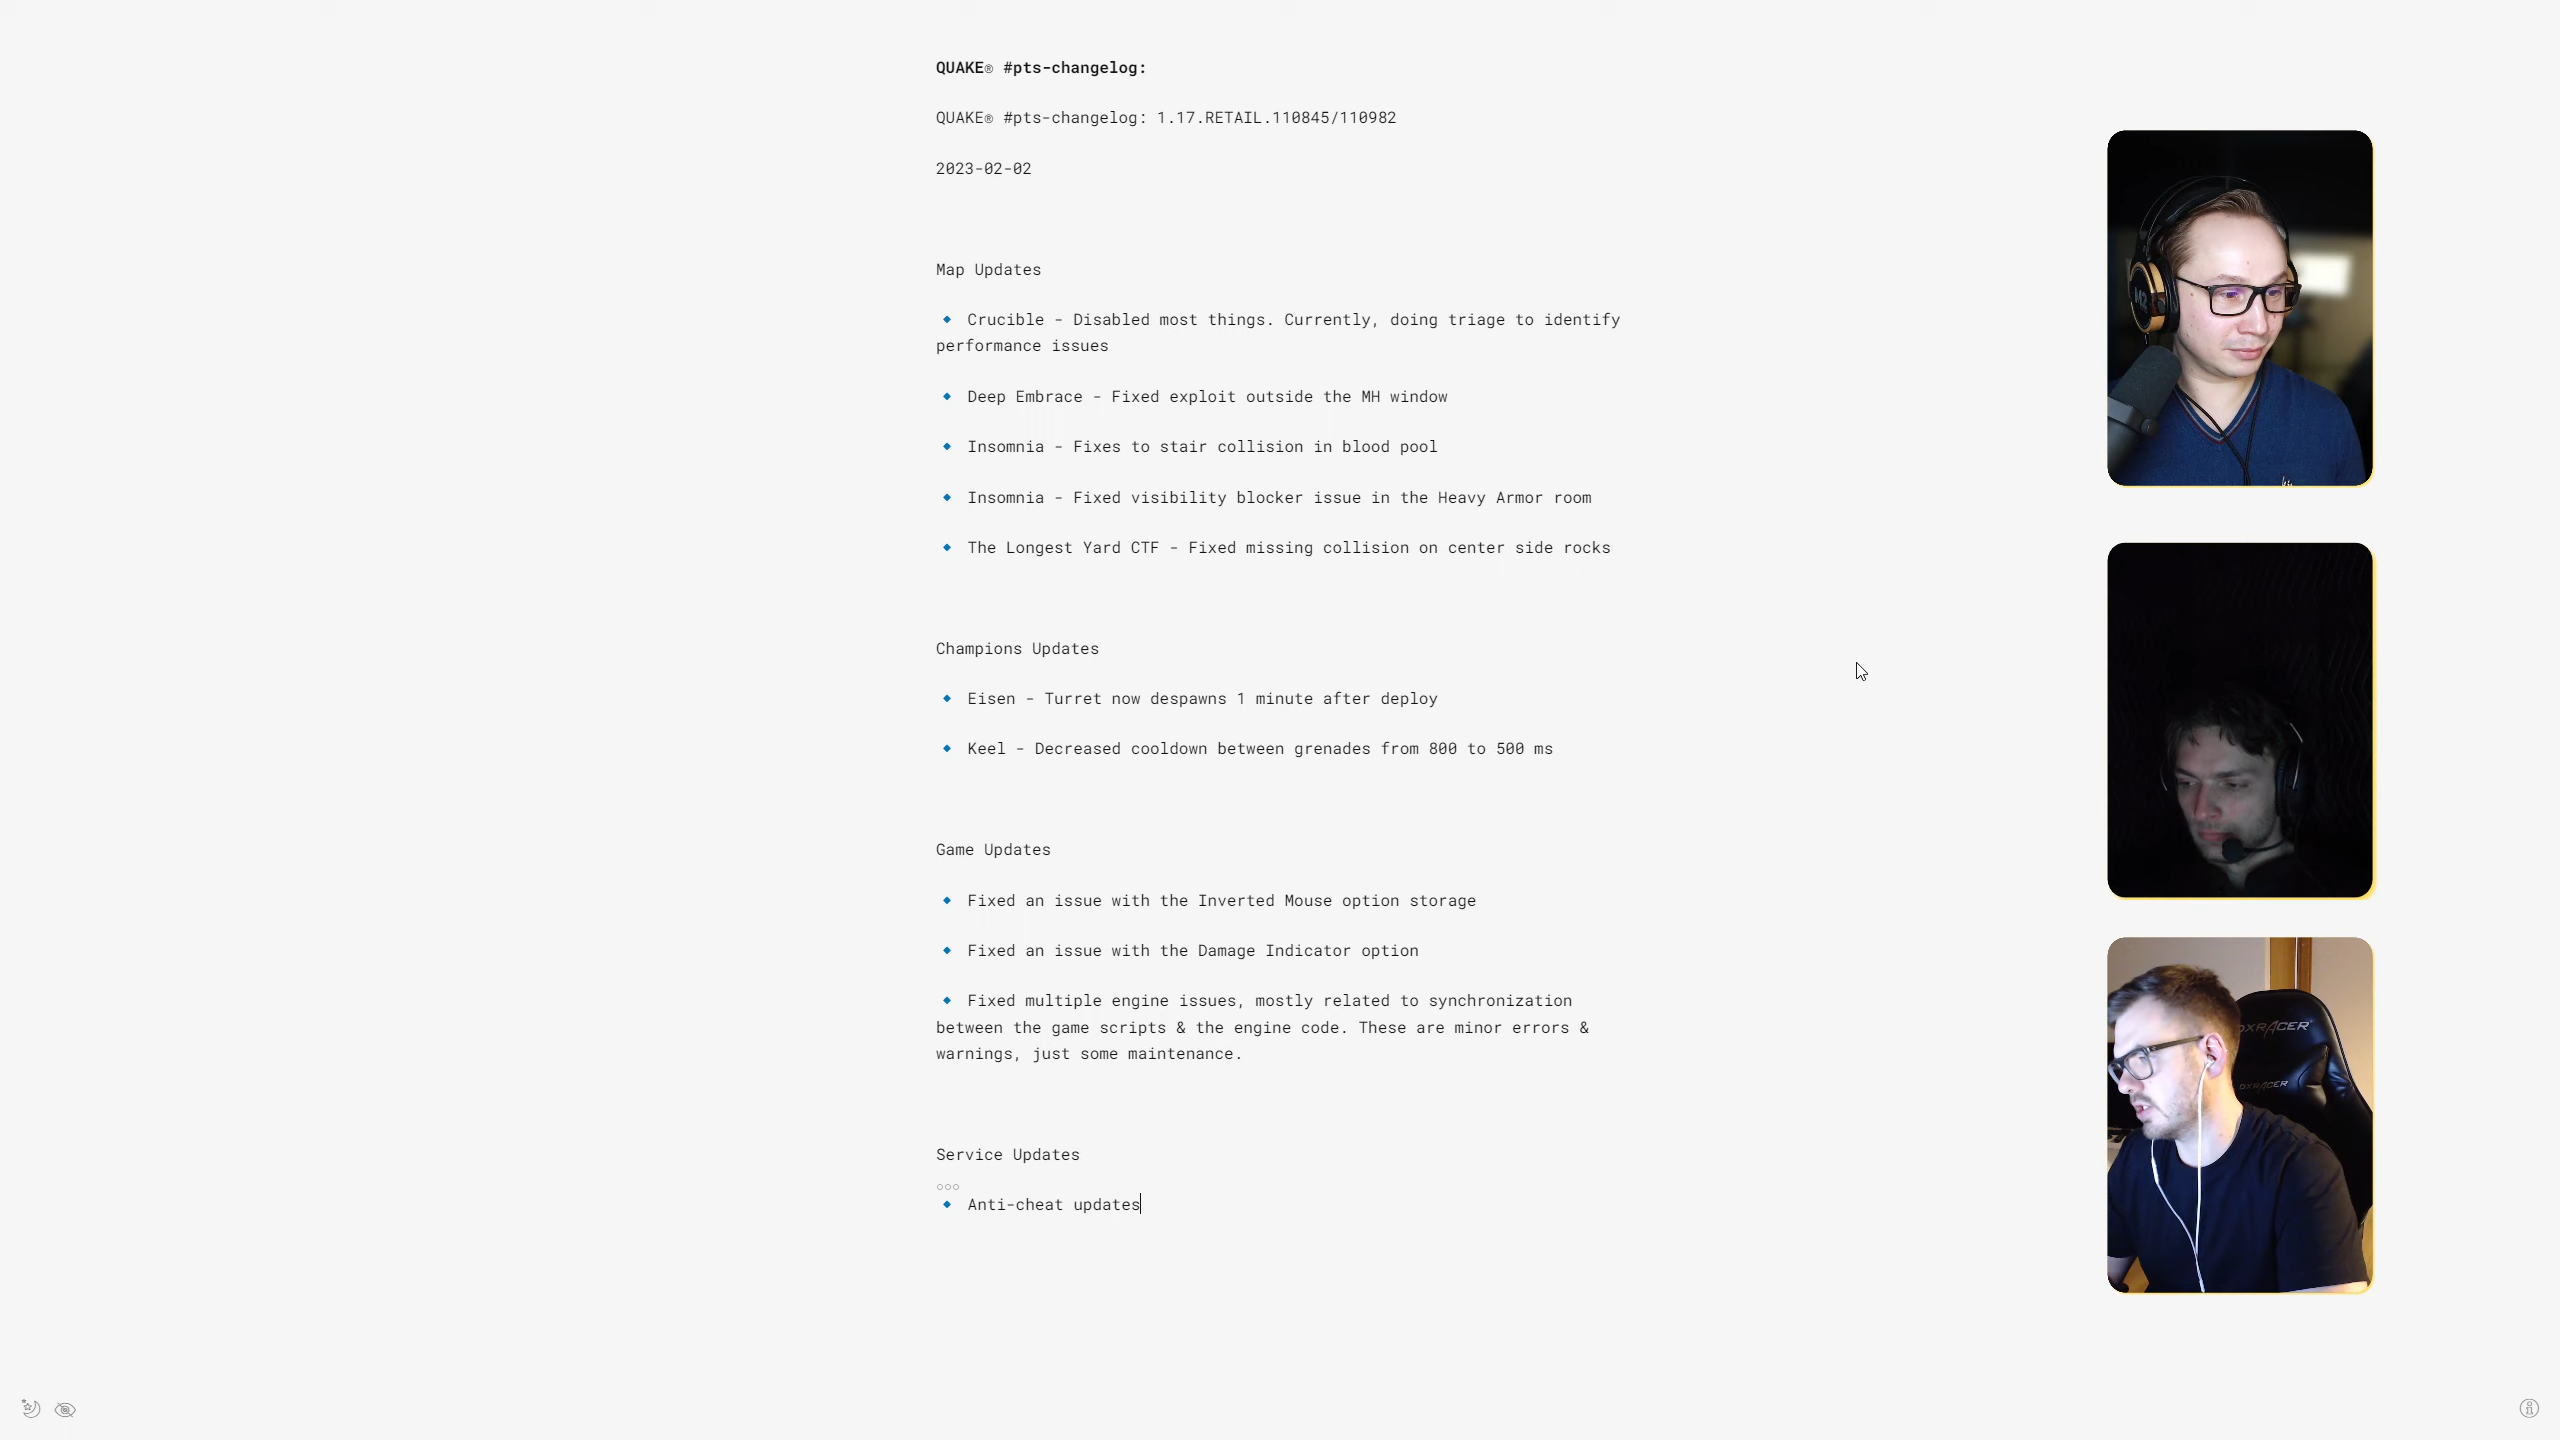 QUAKE® #pts-changelog:
QUAKE® #pts-changelog: 1.17.RETAIL.110845/110982
2023-02-02
Map Updates
🔹 Crucible - Disabled most things. Currently, doing triage to identify
performance issues
🔹 Deep Embrace - Fixed exploit outside the MH window
🔹 Insomnia - Fixes to stair collision in blood pool
🔹 Insomnia - Fixed visibility blocker issue in the Heavy Armor room
🔹 The Longest Yard CTF - Fixed missing collision on center side rocks
Champions Updates
🔹 Eisen - Turret now despawns 1 minute after deploy
🔹 Keel - Decreased cooldown between grenades from 800 to 500 ms
Game Updates
🔹 Fixed an issue with the Inverted Mouse option storage
🔹 Fixed an issue with the Damage Indicator option
🔹 Fixed multiple engine issues, mostly related to synchronization
between the game scripts & the engine code. These are minor errors &
warnings, just some maintenance.
Service Updates
🔹 Anti-cheat updates
DXRACER
DXRACER